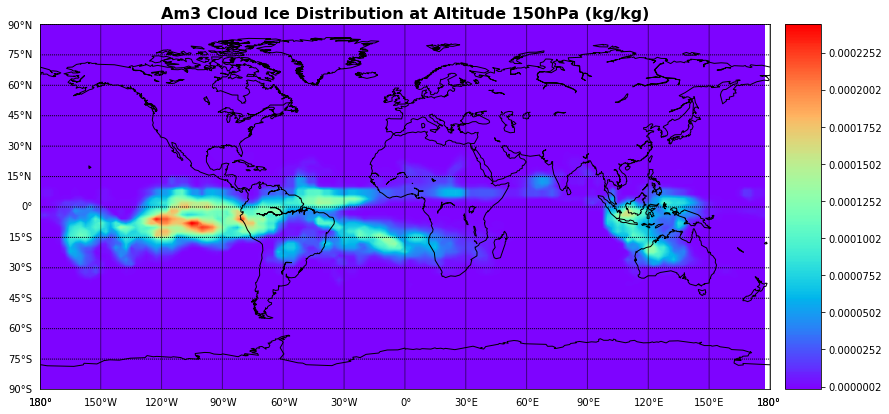 Am3 Cloud Ice Distribution at Altitude 150hPa (kg/kg)
90°N
75°N
60°N
45°N
30°N
15°N
0°
15°S
30°S
45°S
60°S
75°S
90°S
180° 150°W 120°W 90°W 60°W 30°W 0° 30°E 60°E 90°E 120°E 150°E 180°
0.0002252
0.0002002
0.0001752
0.0001502
0.0001252
0.0001002
0.0000752
0.0000502
0.0000252
0.0000002